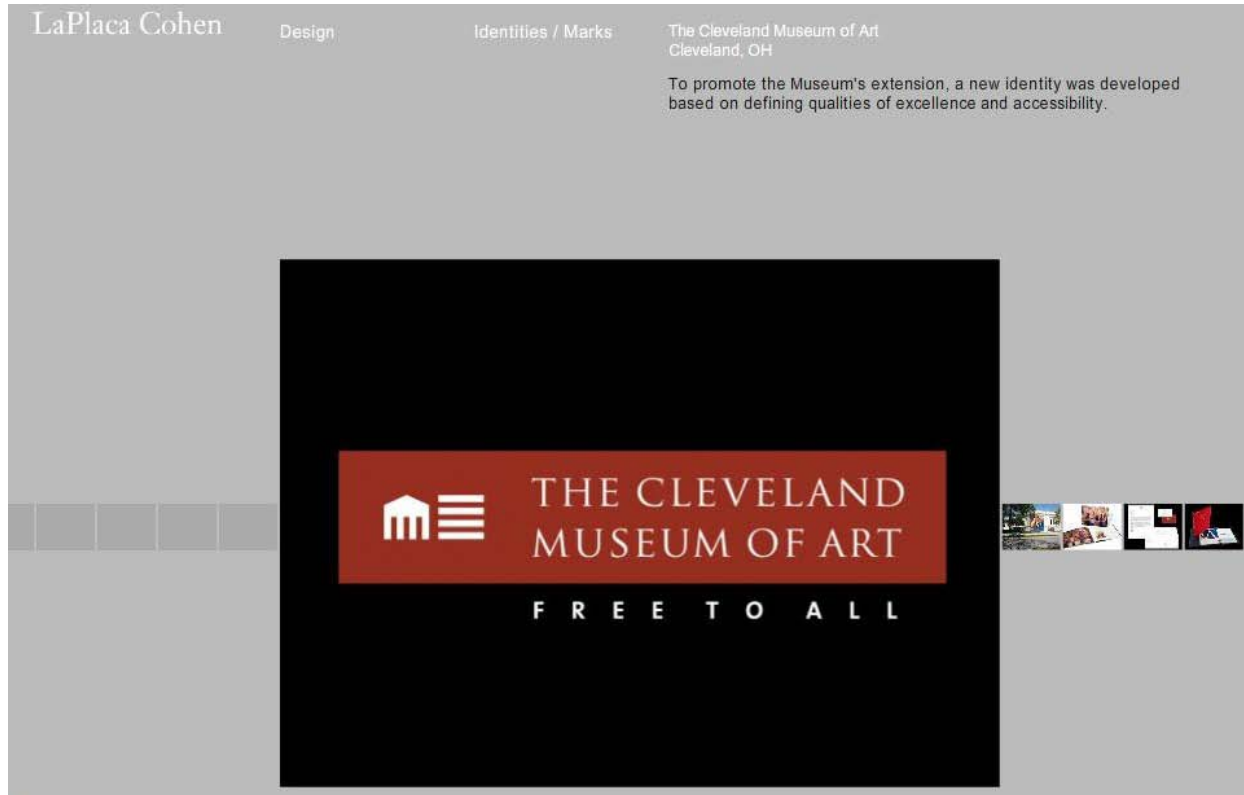 LaPlaca Cohen
Design
Identities / Marks
The Cleveland Museum of Art
Cleveland, OH
To promote the Museum's extension, a new identity was developed
based on defining qualities of excellence and accessibility.
THE CLEVELAND
MUSEUM OF ART
FREE TO ALL